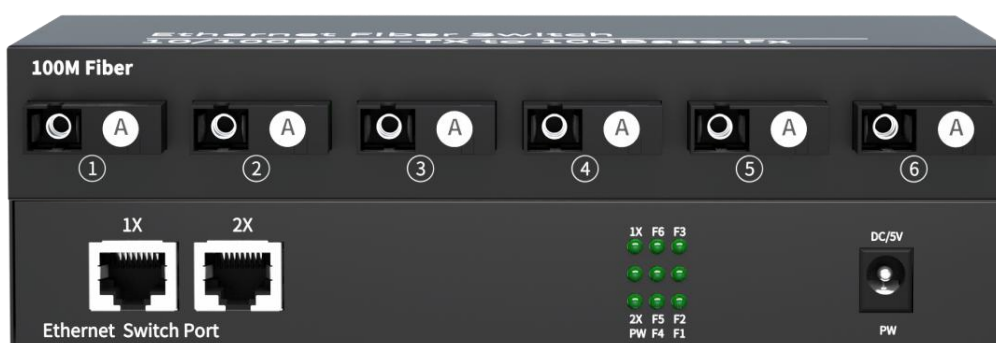 Ethernet Fiber Switch
10/100Base-TX to 100Base-Fx
100M Fiber
A A A A A A
① ② ③ ④ ⑤ ⑥
1X 2X
1X F6 F3
DC/5V
2X F5 F2
PW F4 F1
PW
Ethernet Switch Port